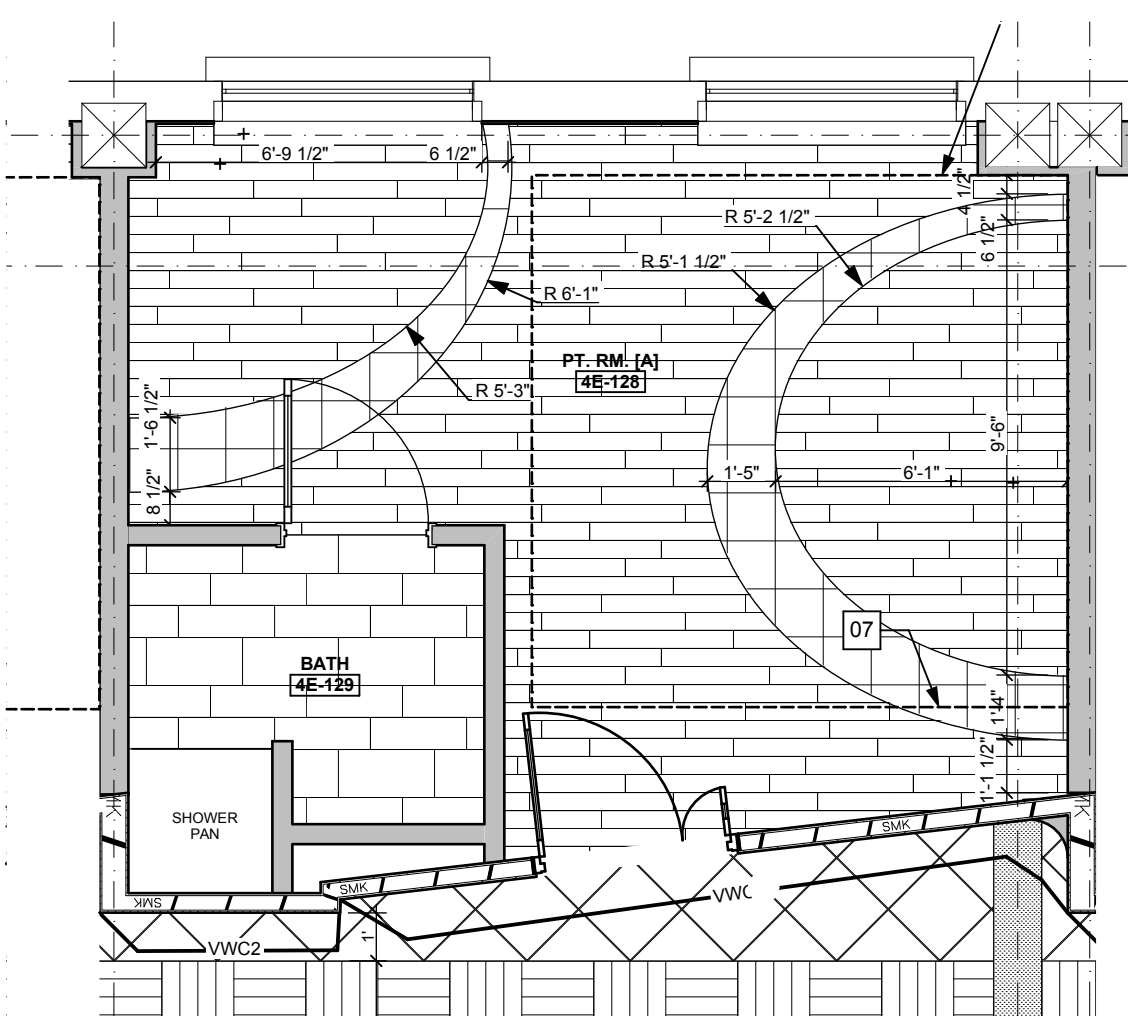 6'-9 1/2"
6 1/2"
4 1/2"
R 5'-2 1/2"
6 1/2"
R 5'-1 1/2"
R 6'-1"
PT. RM. [A]
4E-128
R 5'-3"
1'-6 1/2"
9'-6"
1'-5"
6'-1"
8 1/2"
07
BATH
4E-129
1'-4"
1'-1 1/2"
SHOWER
PAN
SMK
SMK
SMK
VWC2
1'